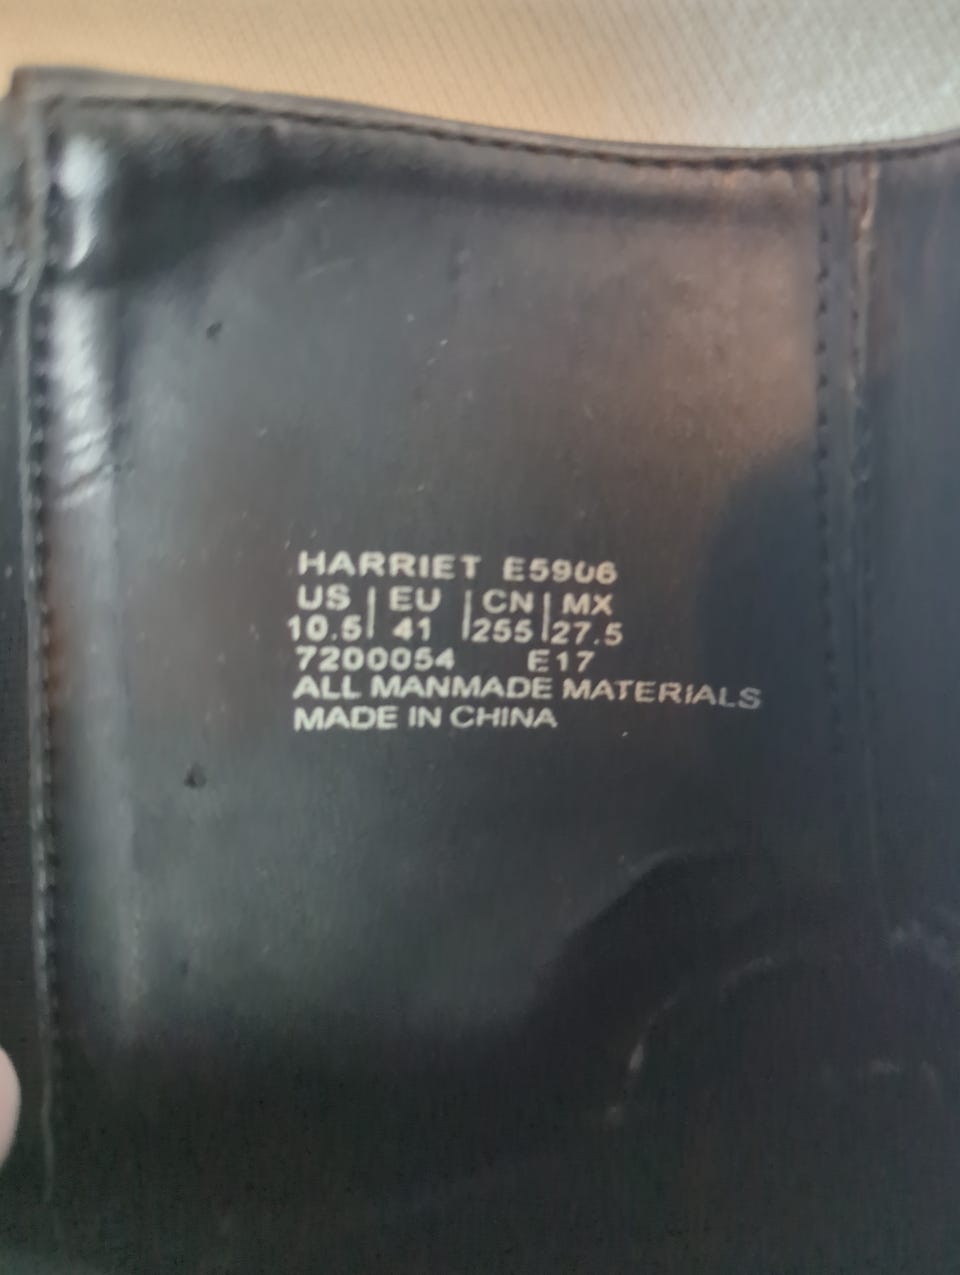 HARRIET E5906
US | EU | CN | MX
10.5 | 41 | 255 | 27.5
7200054 E17
ALL MANMADE MATERIALS
MADE IN CHINA